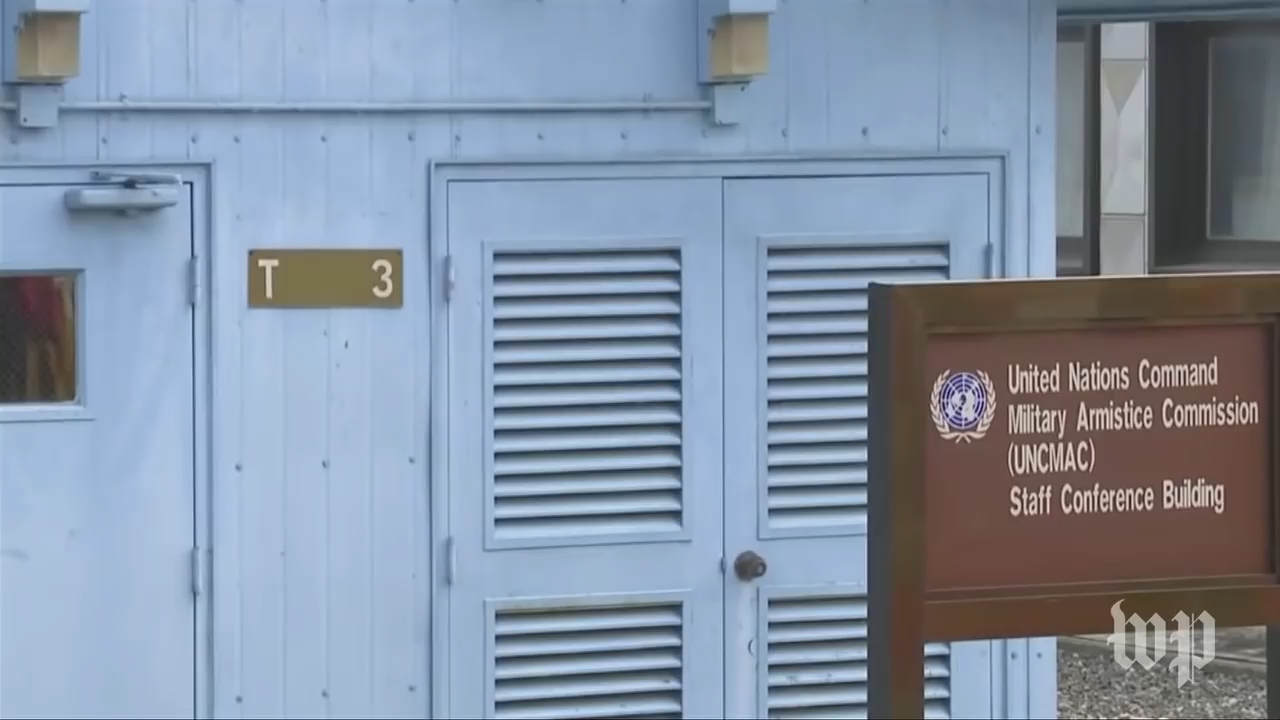 T 3
United Nations Command
Military Armistice Commission
(UNCMAC)
Staff Conference Building
wp